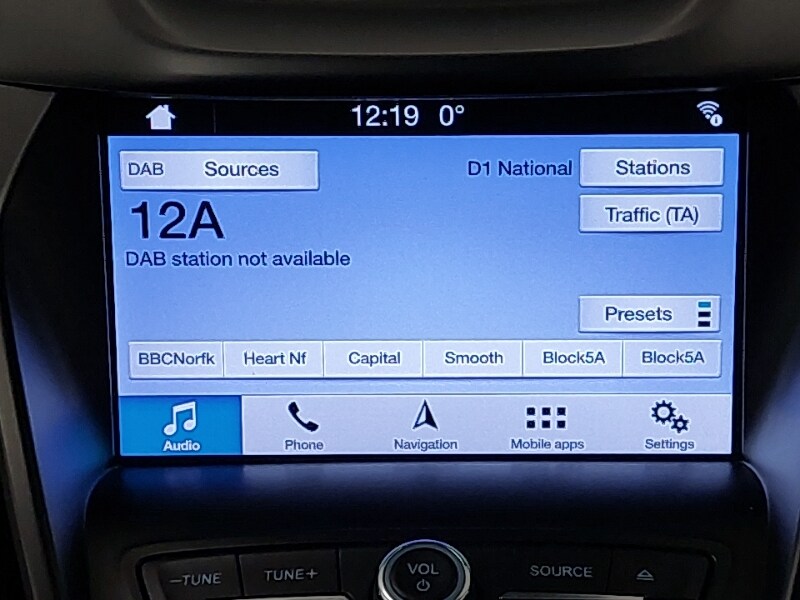 12:19 0°
DAB Sources D1 National Stations
12A Traffic (TA)
DAB station not available
Presets
BBCNorfk Heart Nf Capital Smooth Block5A Block5A
Audio Phone Navigation Mobile apps Settings
–TUNE TUNE+ VOL SOURCE